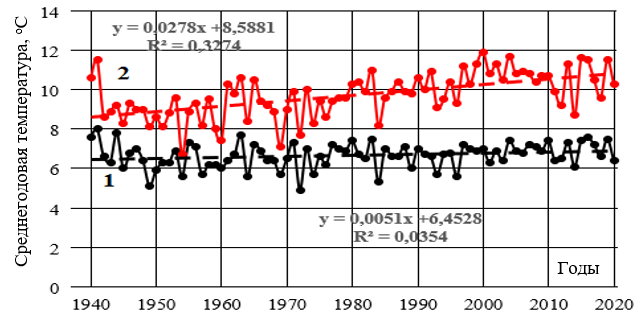 Среднегодовая температура, °С
14
12
10
8
6
4
2
0
y = 0,0278x +8,5881
R² = 0,3274
2
1
y = 0,0051x +6,4528
R² = 0,0354
Годы
1940 1950 1960 1970 1980 1990 2000 2010 2020